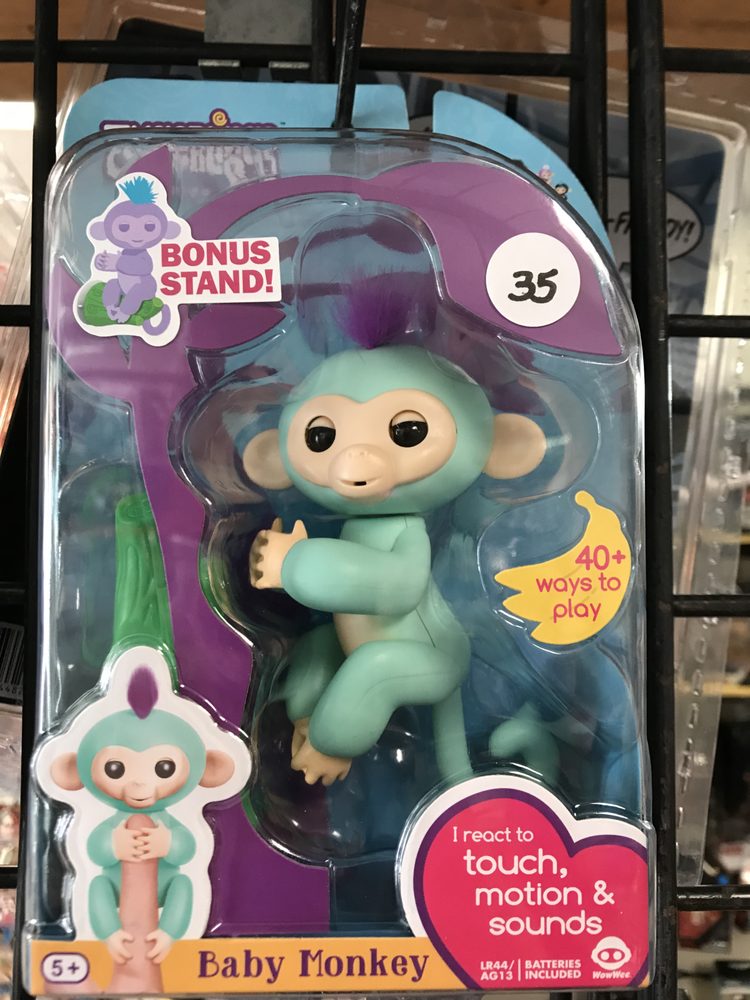 BONUS
STAND!
35
40+
ways to
play
I react to
touch,
motion &
sounds
LR44/
AG13
BATTERIES
INCLUDED
WowWee
5+
Baby Monkey